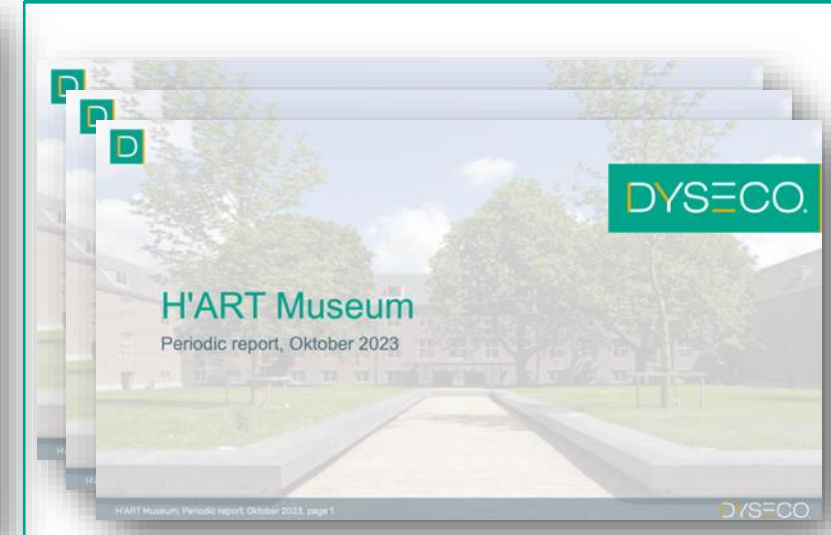 D
D
D
DYSECO.
H'ART Museum
Periodic report, Oktober 2023
H'ART Museum, Periodic report, Oktober 2023, page 1
DYSECO.